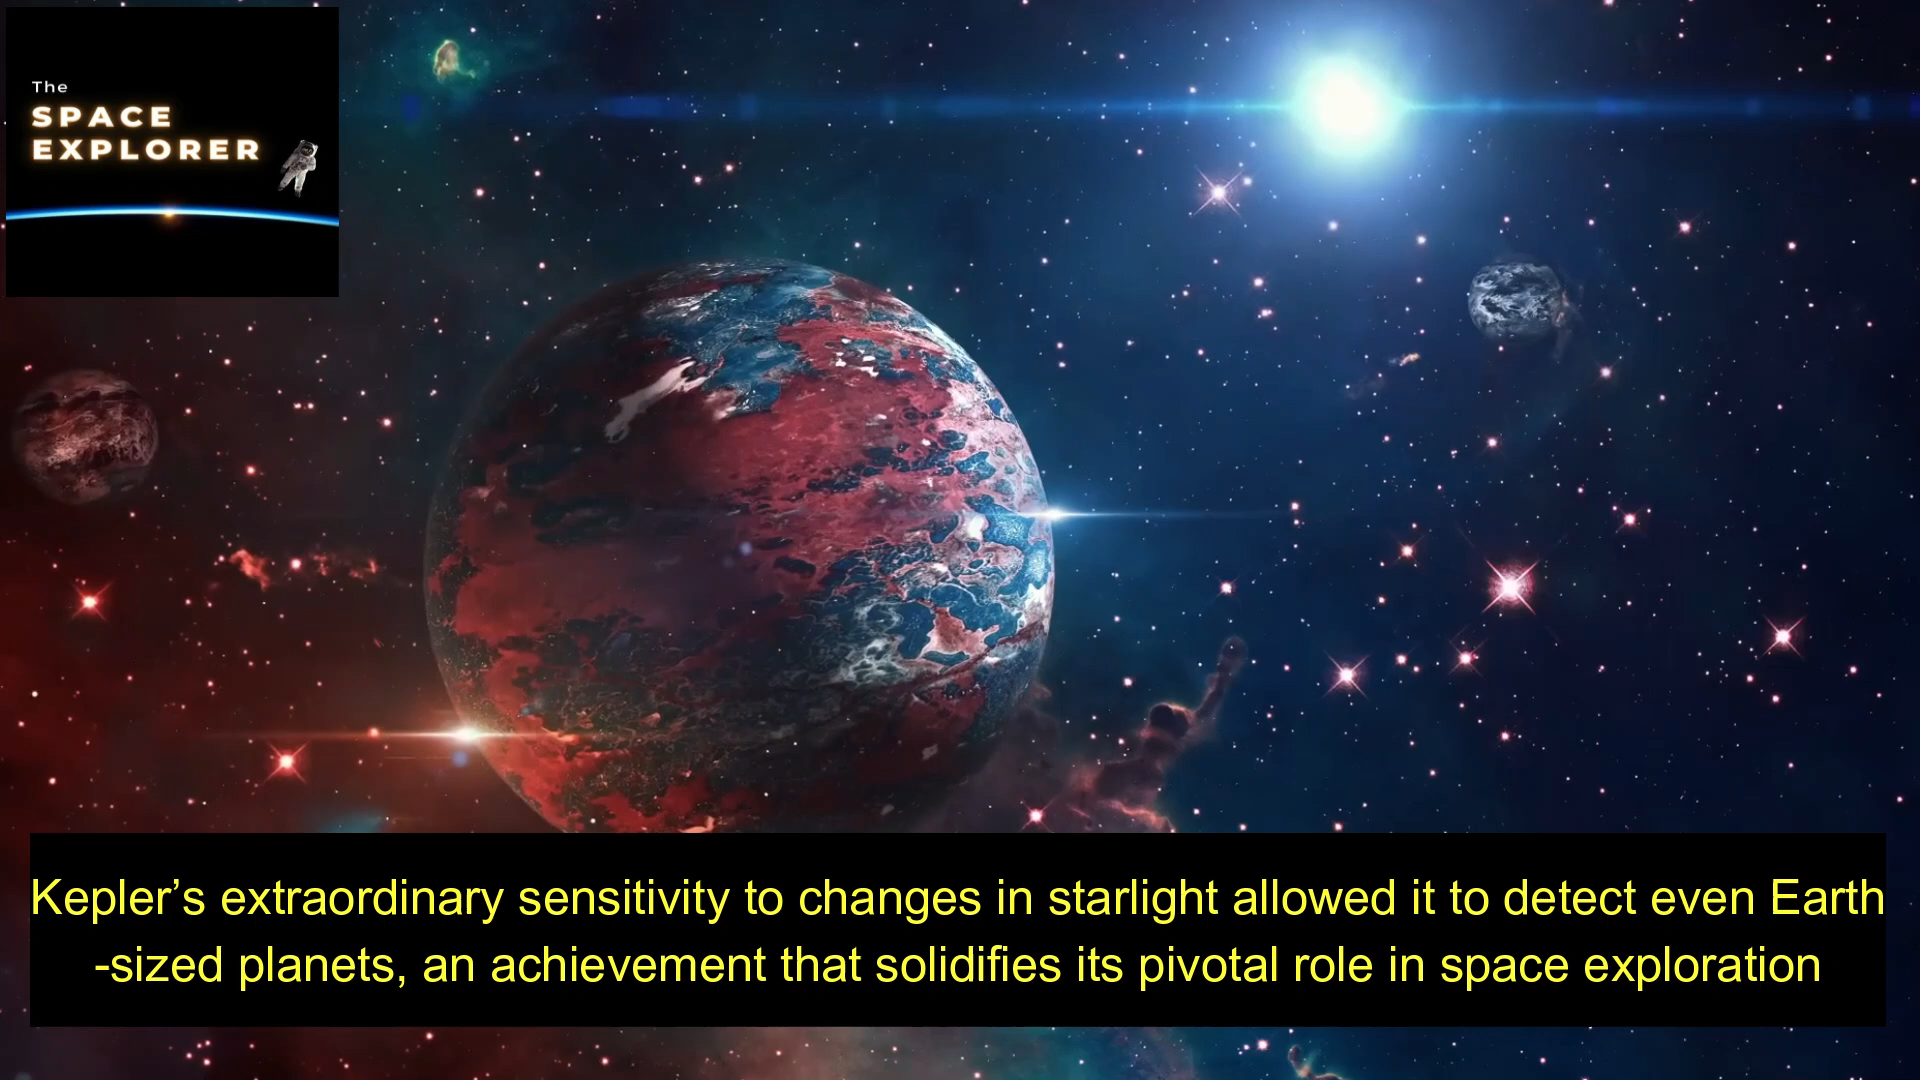 The
SPACE
EXPLORER
Kepler’s extraordinary sensitivity to changes in starlight allowed it to detect even Earth
-sized planets, an achievement that solidifies its pivotal role in space exploration